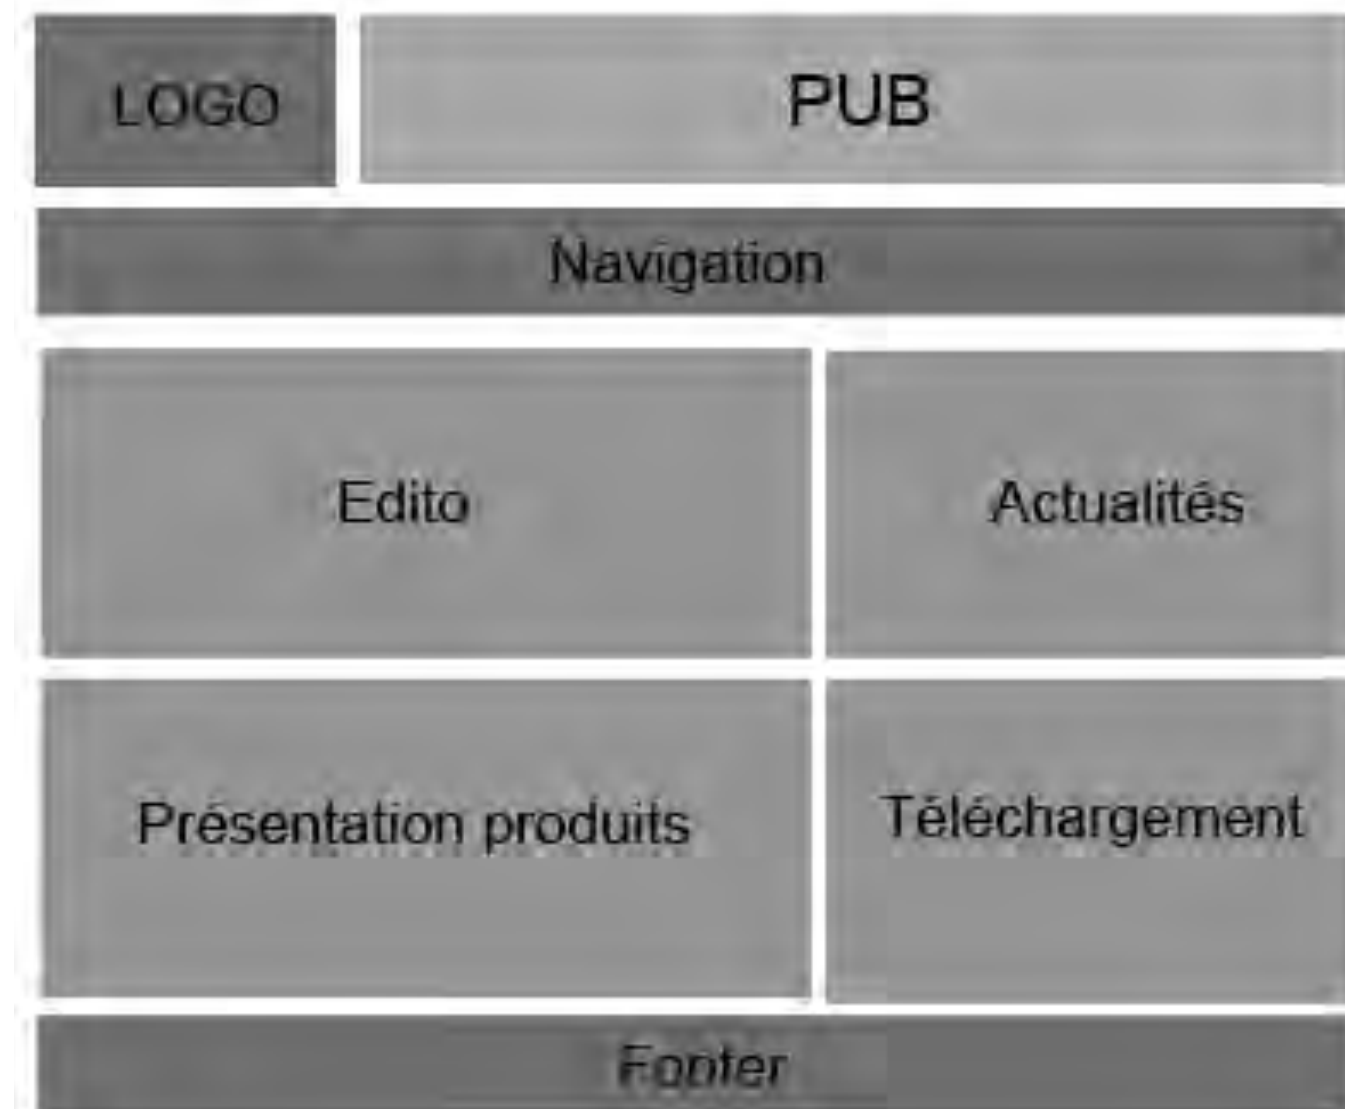 LOGO
PUB
Navigation
Edito
Actualités
Présentation produits
Téléchargement
Footer